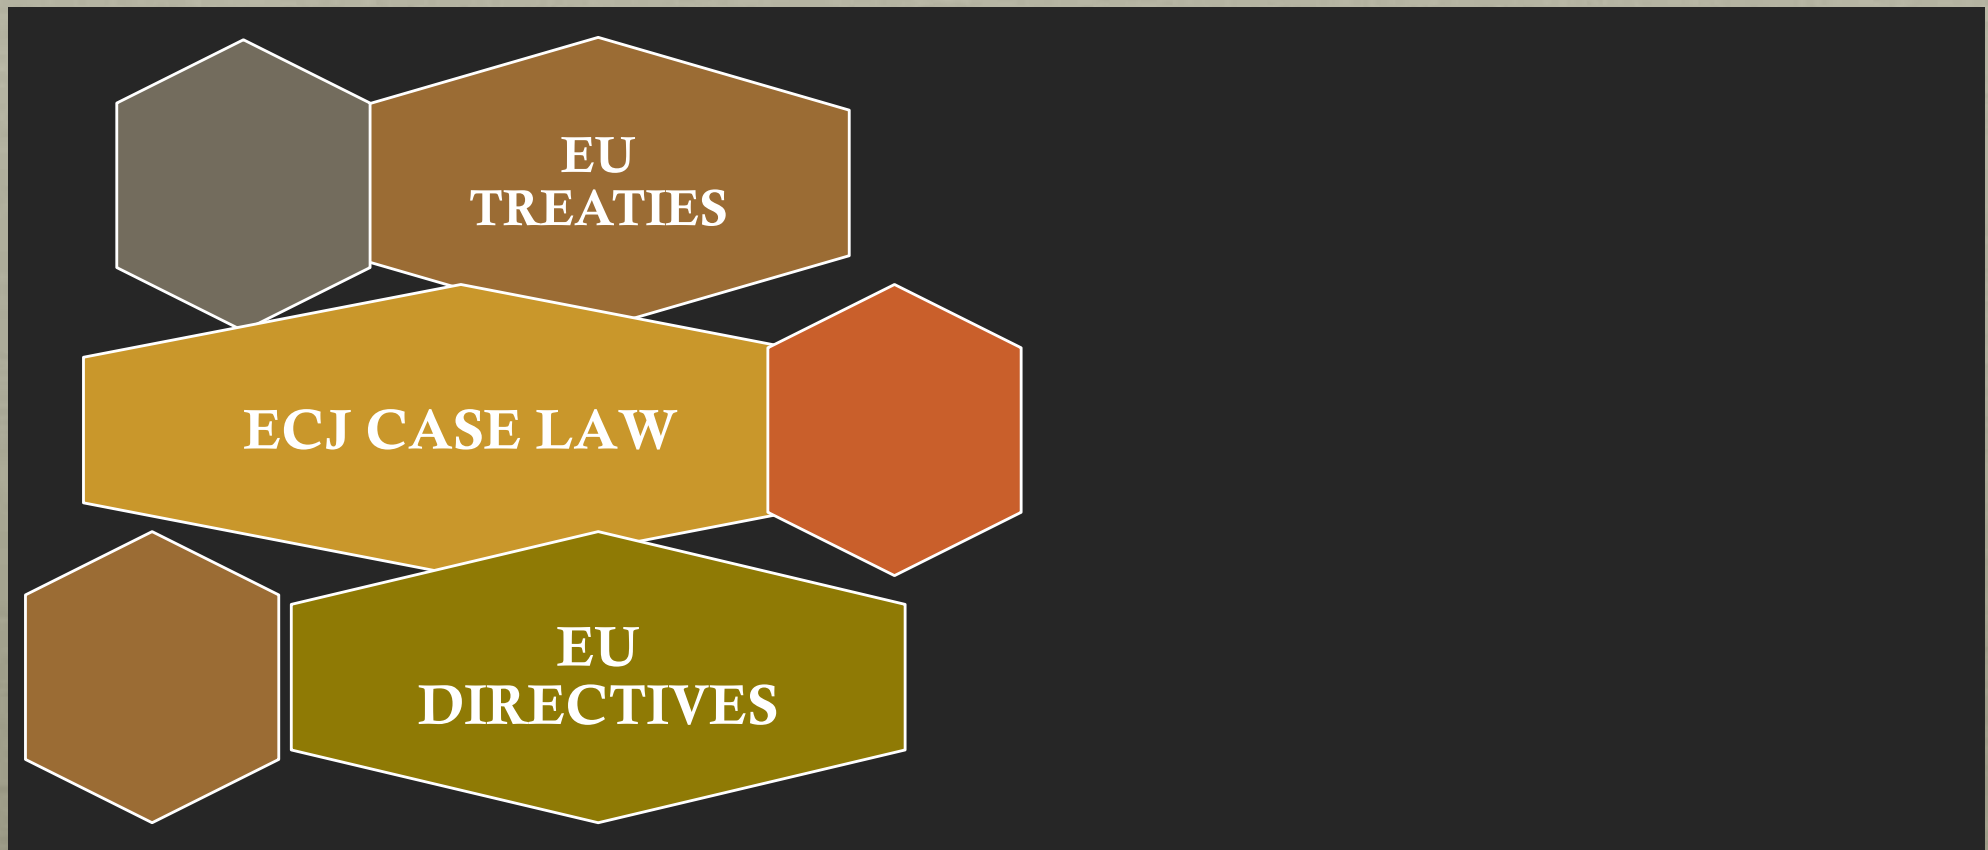 EU
TREATIES
ECJ CASE LAW
EU
DIRECTIVES